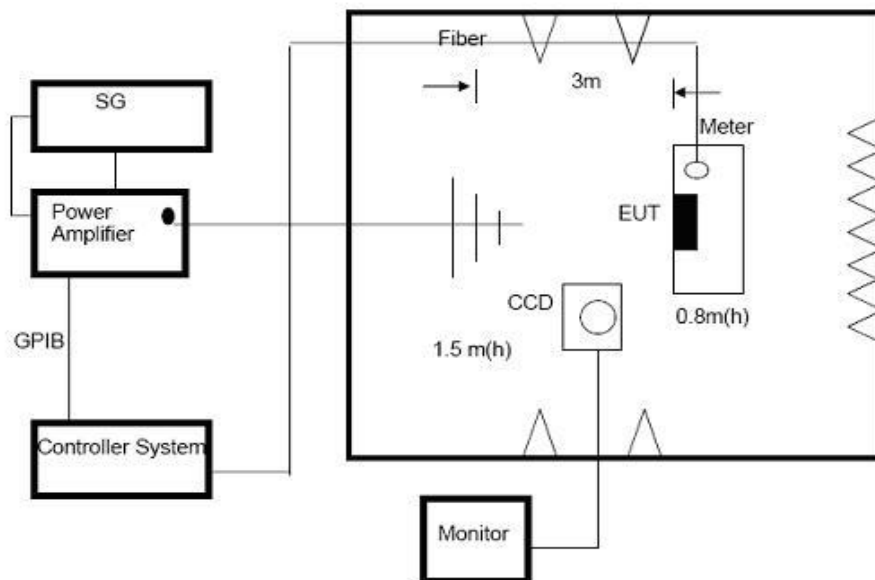 Fiber
3m
SG
Meter
Power
Amplifier
EUT
CCD
0.8m(h)
GPIB
1.5 m(h)
Controller System
Monitor